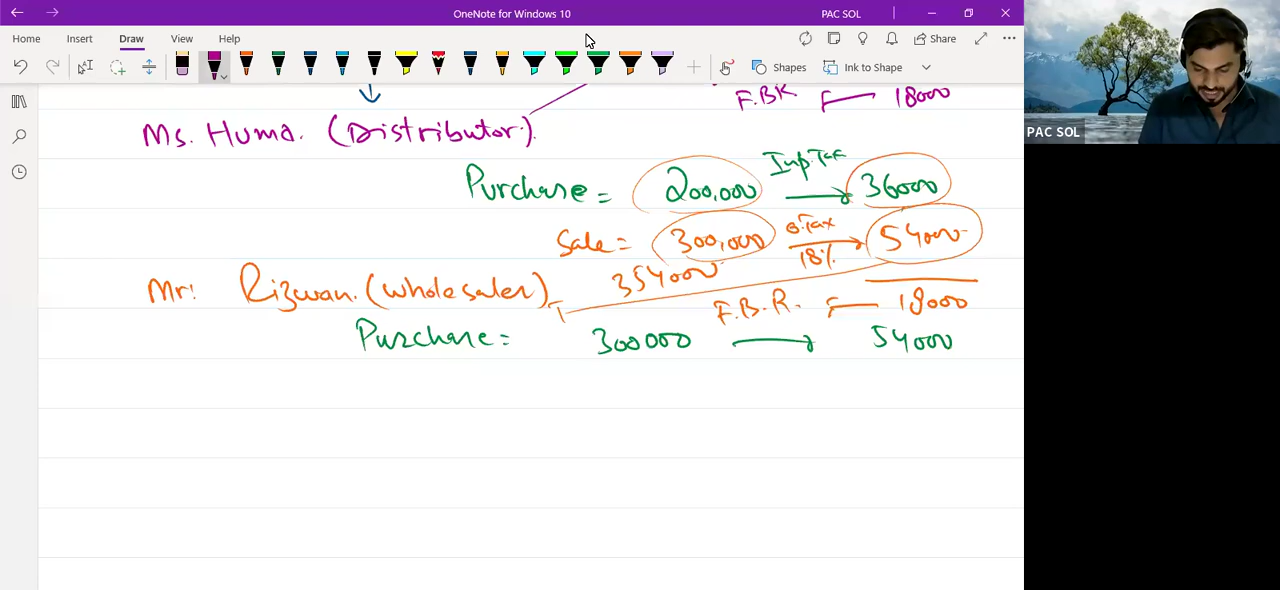 OneNote for Windows 10 PAC SOL
Home Insert Draw View Help Share
Shapes Ink to Shape
PAC SOL
F.BR 18000
Ms. Huma. (Distributor).
Inp.Tax
Purchase = 200,000 36000
Sale = 300,000 o.Tax 54000
18%
354000
Mr: Rizwan. (wholesaler)
F.B.R. 18000
Purchase = 300000 54000